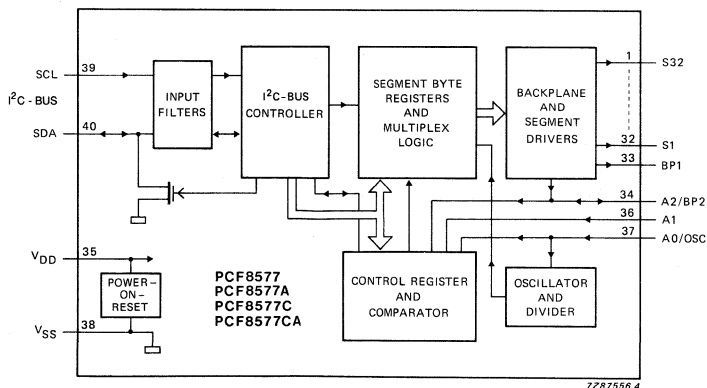 SCL
39
I²C-BUS
SDA
40
INPUT
FILTERS
I²C-BUS
CONTROLLER
SEGMENT BYTE
REGISTERS
AND
MULTIPLEX
LOGIC
BACKPLANE
AND
SEGMENT
DRIVERS
1
S32
32
S1
33
BP1
34
A2/BP2
36
A1
37
A0/OSC
VDD
35
POWER-
ON-
RESET
VSS
38
PCF8577
PCF8577A
PCF8577C
PCF8577CA
CONTROL REGISTER
AND
COMPARATOR
OSCILLATOR
AND
DIVIDER
7Z87556.4